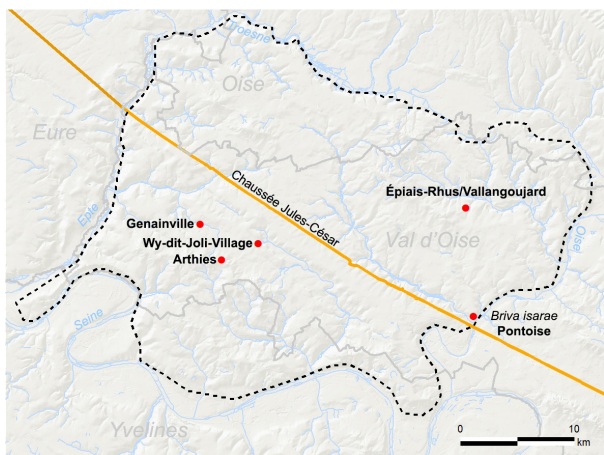 Troesne
Oise
Eure
Chaussée Jules-César
Épiais-Rhus/Vallangoujard
Epte
Genainville
Wy-dit-Joli-Village
Val d'Oise
Oise
Arthies
Briva isarae
Seine
Pontoise
Yvelines
0 10
km